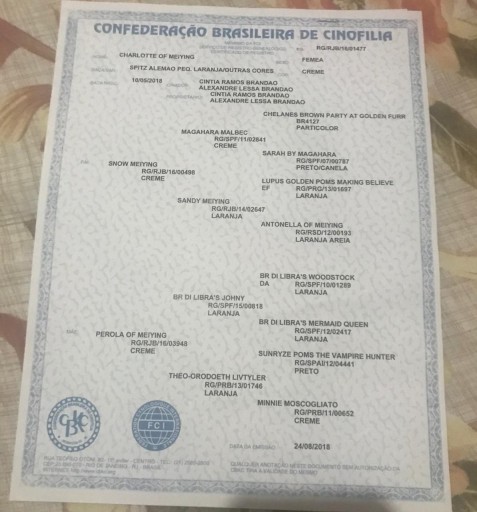 CONFEDERAÇÃO BRASILEIRA DE CINOFILIA
RG/RJB/18/01477
CHARLOTTE OF MEIYING
FEMEA
SPITZ ALEMAO PEQ. LARANJA/OUTRAS CORES
CREME
10/05/2018
CINTIA RAMOS BRANDAO
ALEXANDRE LESSA BRANDAO
CINTIA RAMOS BRANDAO
ALEXANDRE LESSA BRANDAO
CHELANES BROWN PARTY AT GOLDEN FURR
BR4127
PARTICOLOR
MAGAHARA MALBEC
RG/SPF/11/02641
CREME
SARAH BY MAGAHARA
RG/SPF/07/00787
PRETO/CANELA
SNOW MEIYING
RG/RJB/16/00498
CREME
LUPUS GOLDEN POMS MAKING BELIEVE
EF RG/PRG/13/01697
LARANJA
SANDY MEIYING
RG/RJB/14/02647
LARANJA
ANTONELLA OF MEIYING
RG/RSD/12/00193
LARANJA AREIA
BR DI LIBRA'S WOODSTOCK
DA RG/SPF/10/01289
LARANJA
BR DI LIBRA'S JOHNY
RG/SPF/15/00618
LARANJA
BR DI LIBRA'S MERMAID QUEEN
RG/SPF/12/02417
LARANJA
PEROLA OF MEIYING
RG/RJB/16/03948
CREME
SUNRYZE POMS THE VAMPIRE HUNTER
RG/SPAI/12/04441
PRETO
THEO-ORODOETH LIVTYLER
RG/PRB/13/01746
LARANJA
MINNIE MOSCOGLIATO
RG/PRB/11/00652
CREME
CBKC
FCI
DATA DA EMISSÃO
24/08/2018